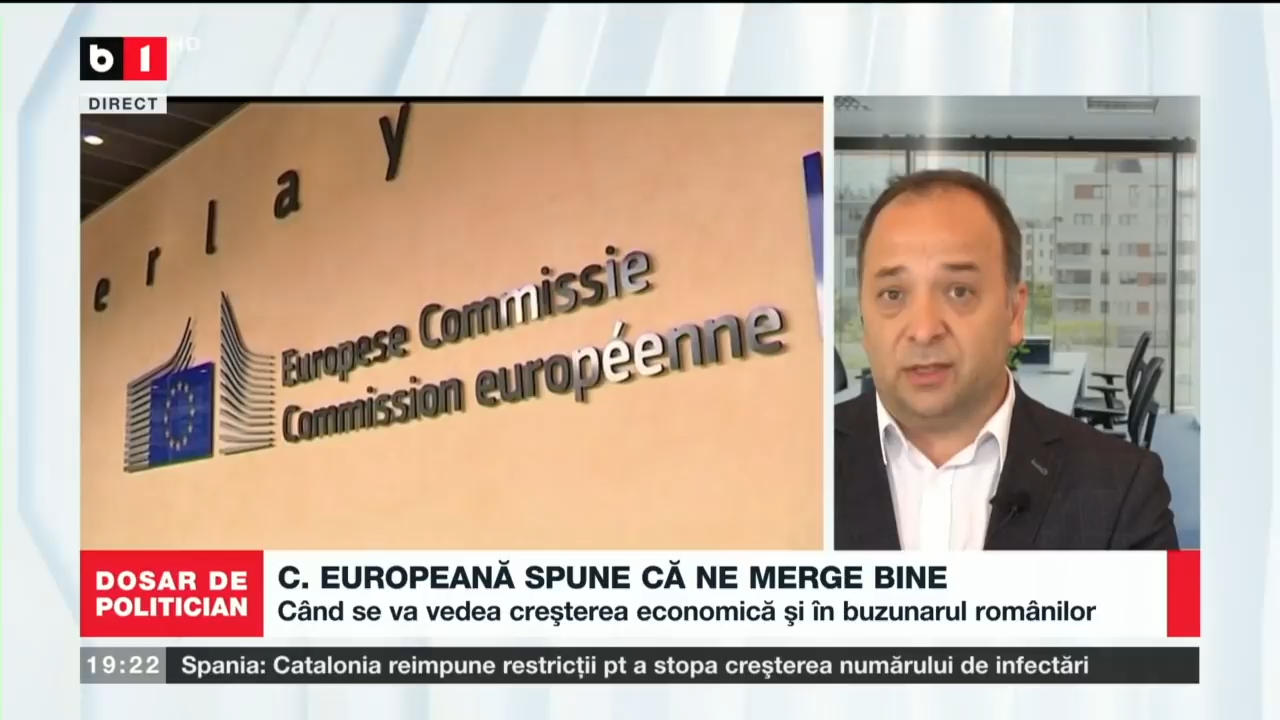 b1 HD
DIRECT
erlay
Europese Commissie
Commission européenne
DOSAR DE
POLITICIAN
C. EUROPEANĂ SPUNE CĂ NE MERGE BINE
Când se va vedea creşterea economică şi în buzunarul românilor
19:22 Spania: Catalonia reimpune restricţii pt a stopa creşterea numărului de infectări